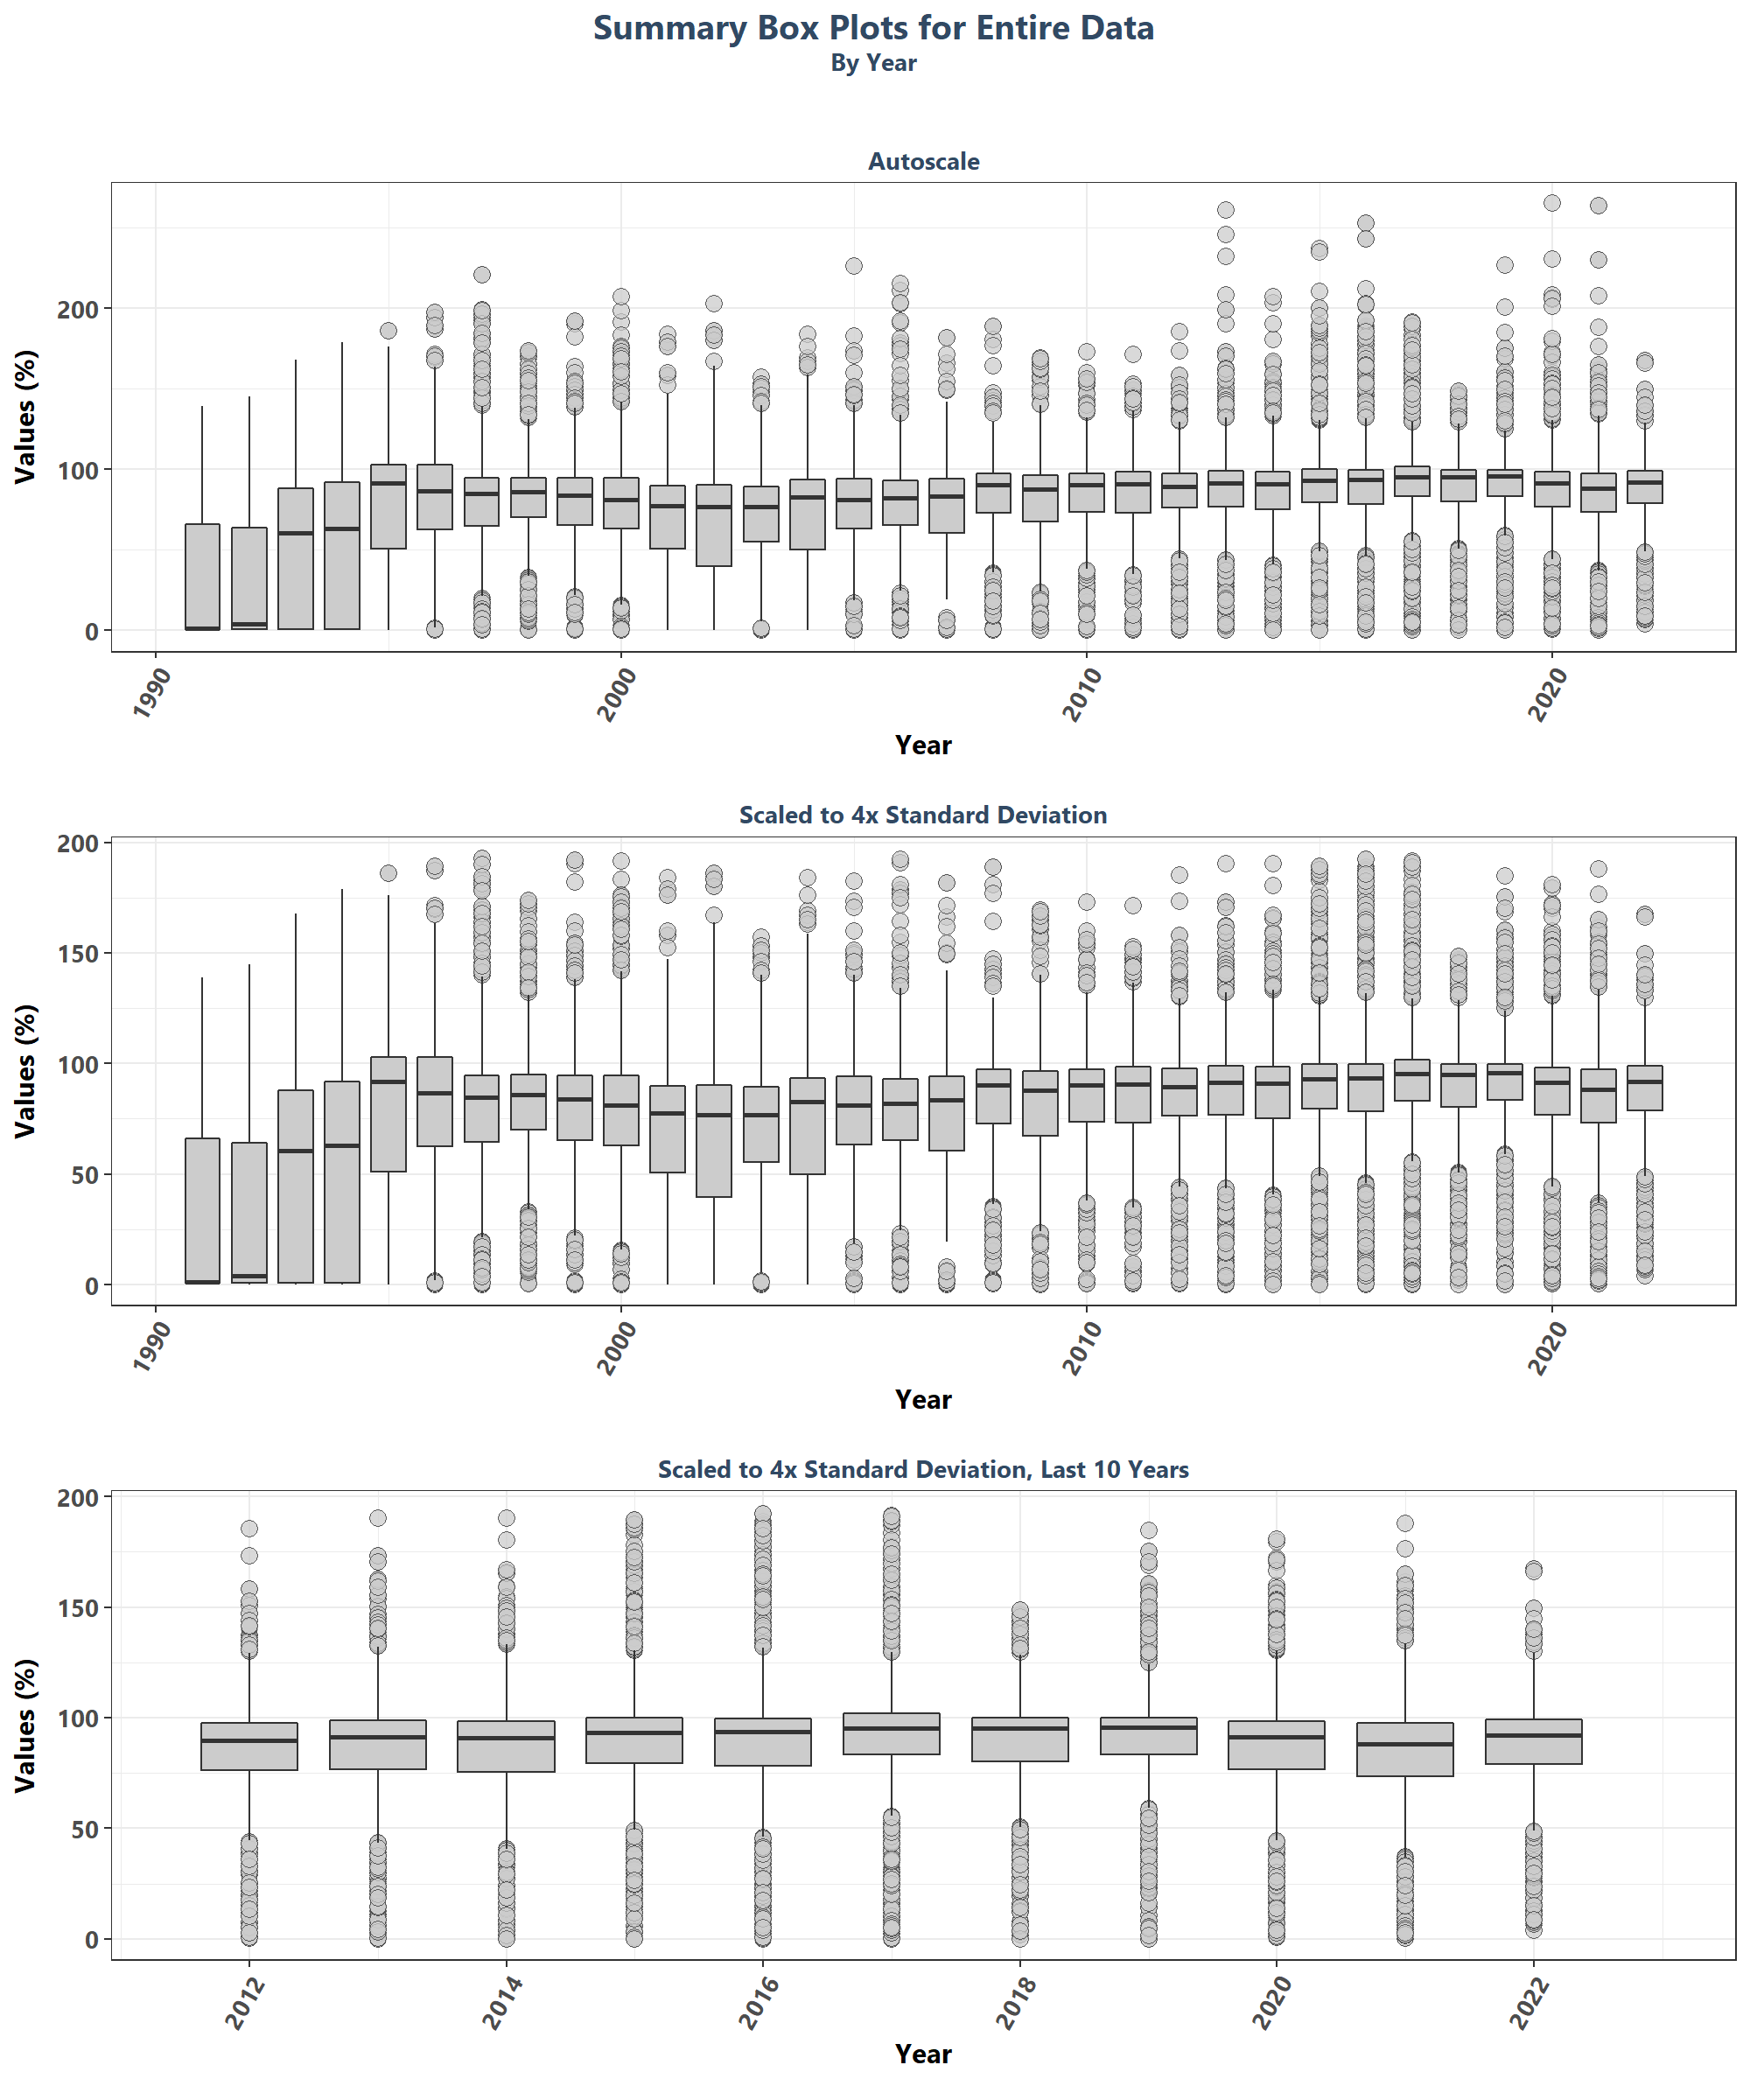 Summary Box Plots for Entire Data
By Year
Autoscale
Values (%)
200
100
0
1990
2000
2010
2020
Year
Scaled to 4x Standard Deviation
Values (%)
200
150
100
50
0
1990
2000
2010
2020
Year
Scaled to 4x Standard Deviation, Last 10 Years
Values (%)
200
150
100
50
0
2012
2014
2016
2018
2020
2022
Year